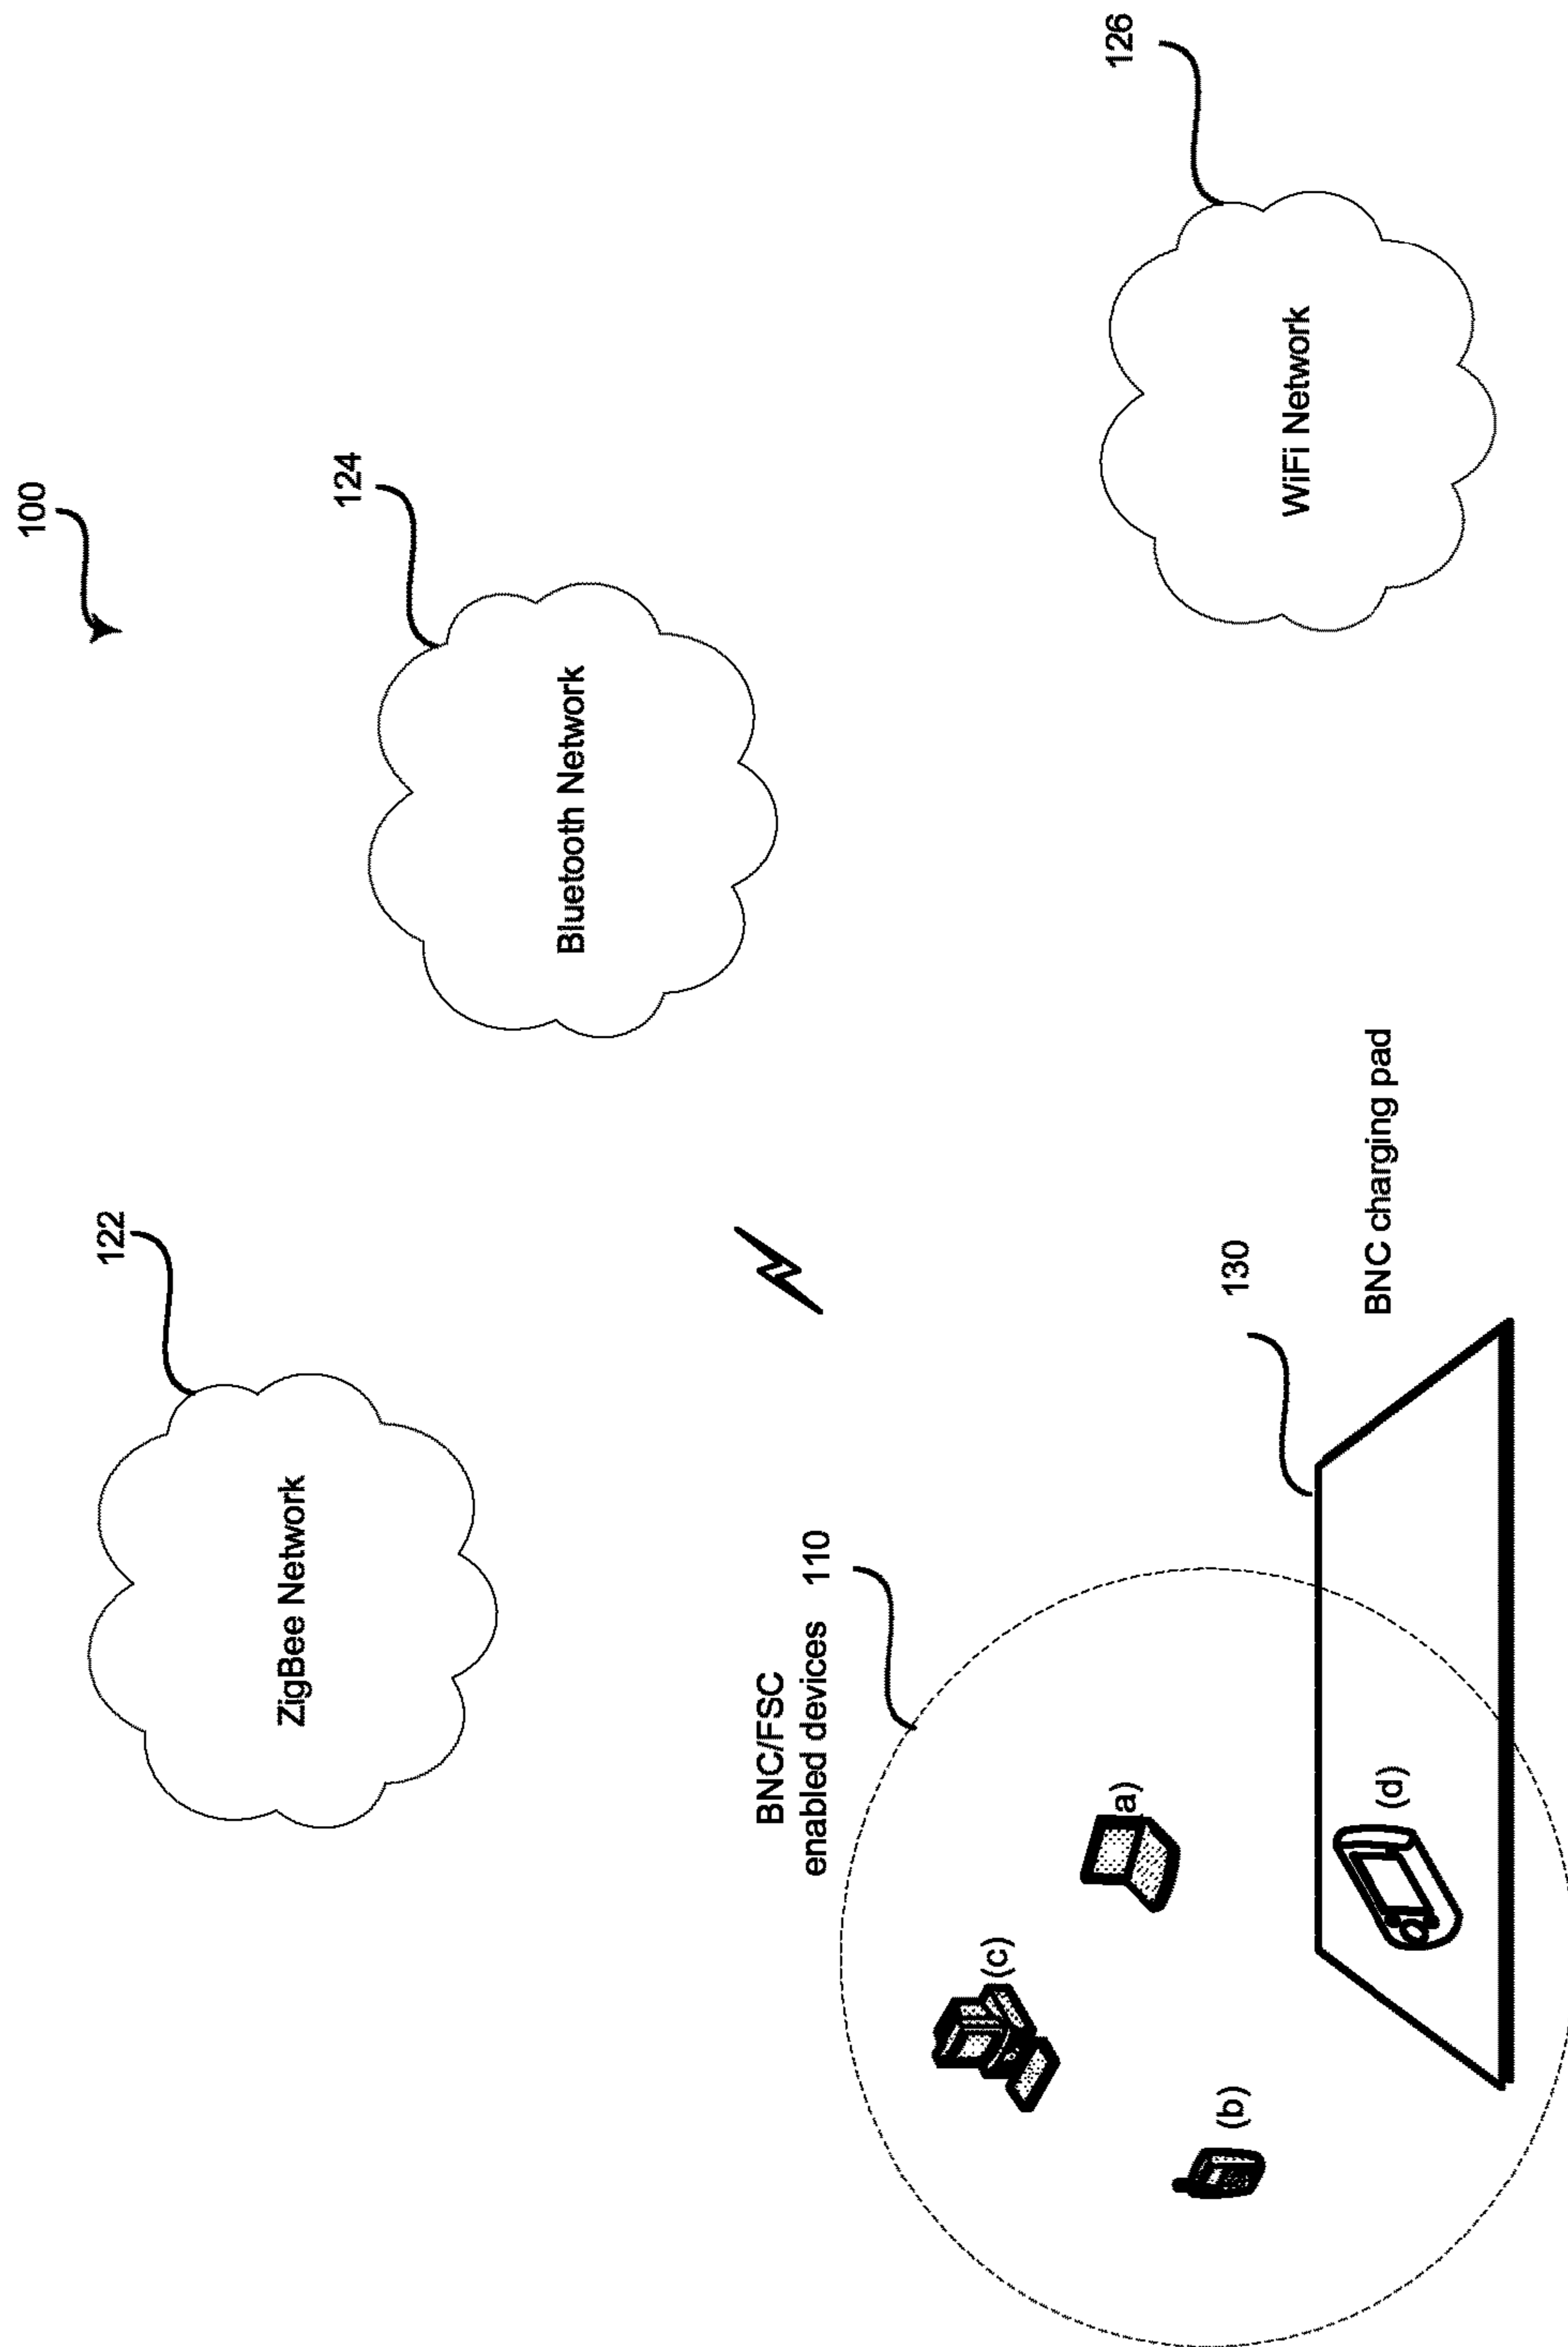 100
122
ZigBee Network
124
Bluetooth Network
126
WiFi Network
BNC/FSC
enabled devices 110
(c)
(a)
(b)
(d)
130
BNC charging pad